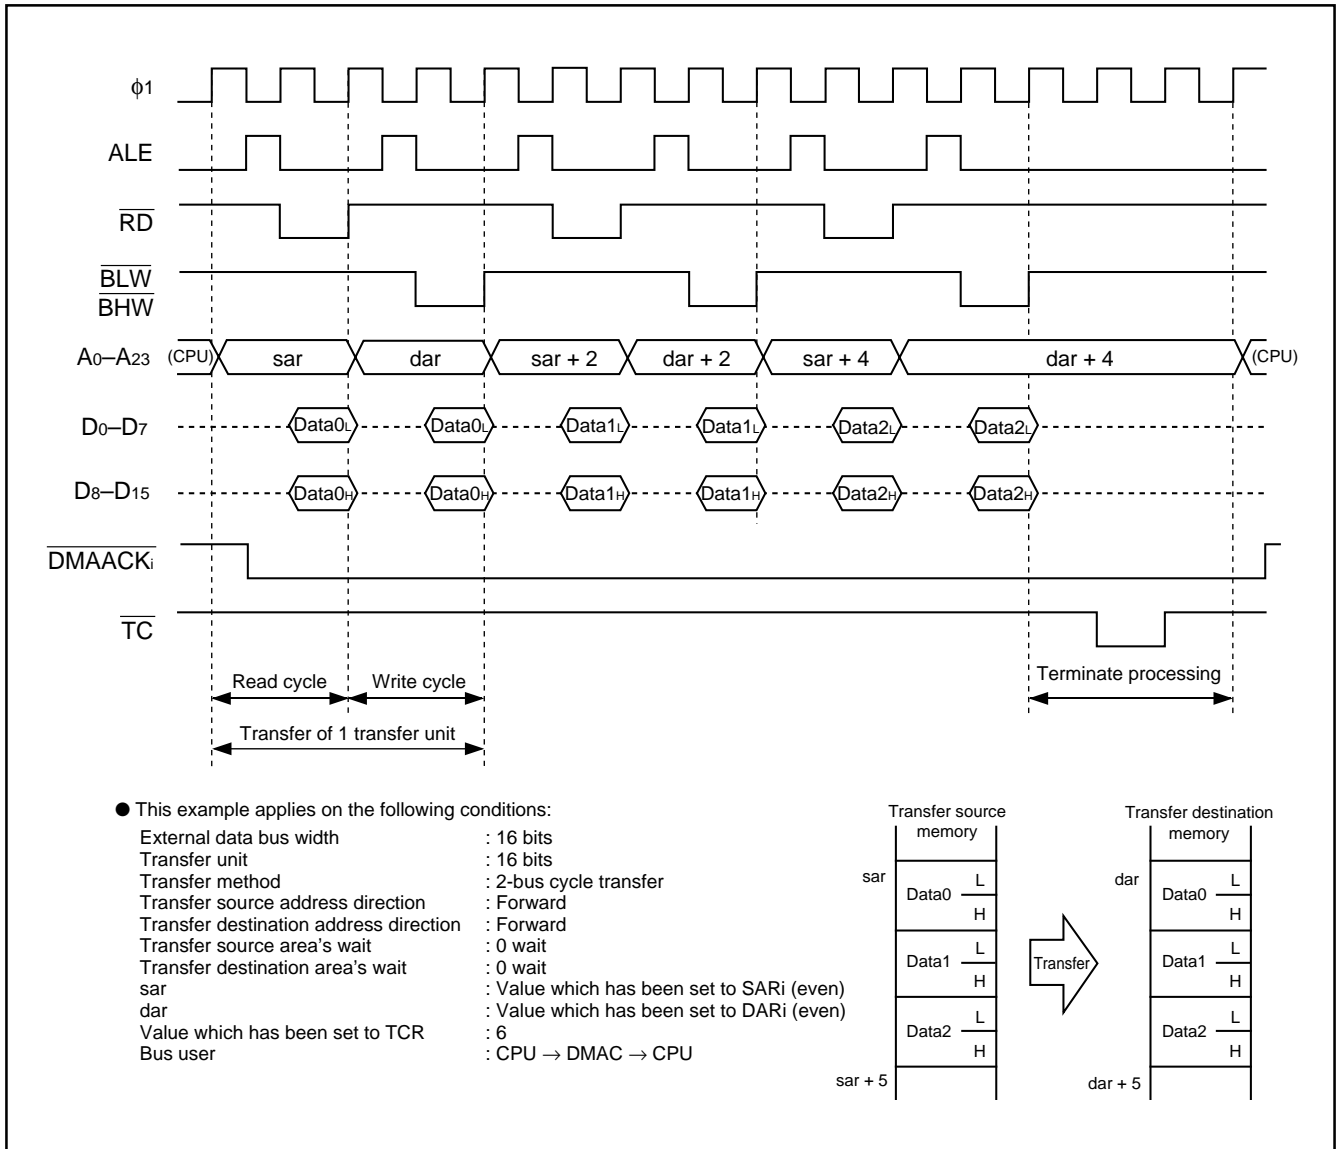 φ1
ALE
RD
BLW
BHW
A0–A23 (CPU) sar dar sar + 2 dar + 2 sar + 4 dar + 4 (CPU)
D0–D7 Data0L Data0L Data1L Data1L Data2L Data2L
D8–D15 Data0H Data0H Data1H Data1H Data2H Data2H
DMAACKi
TC
Read cycle Write cycle Terminate processing
Transfer of 1 transfer unit
● This example applies on the following conditions:
External data bus width : 16 bits
Transfer unit : 16 bits
Transfer method : 2-bus cycle transfer
Transfer source address direction : Forward
Transfer destination address direction : Forward
Transfer source area's wait : 0 wait
Transfer destination area's wait : 0 wait
sar : Value which has been set to SARi (even)
dar : Value which has been set to DARi (even)
Value which has been set to TCR : 6
Bus user : CPU → DMAC → CPU
Transfer source
memory
sar
Data0 L
H
Data1 L
H
Data2 L
H
sar + 5
Transfer
Transfer destination
memory
dar
Data0 L
H
Data1 L
H
Data2 L
H
dar + 5